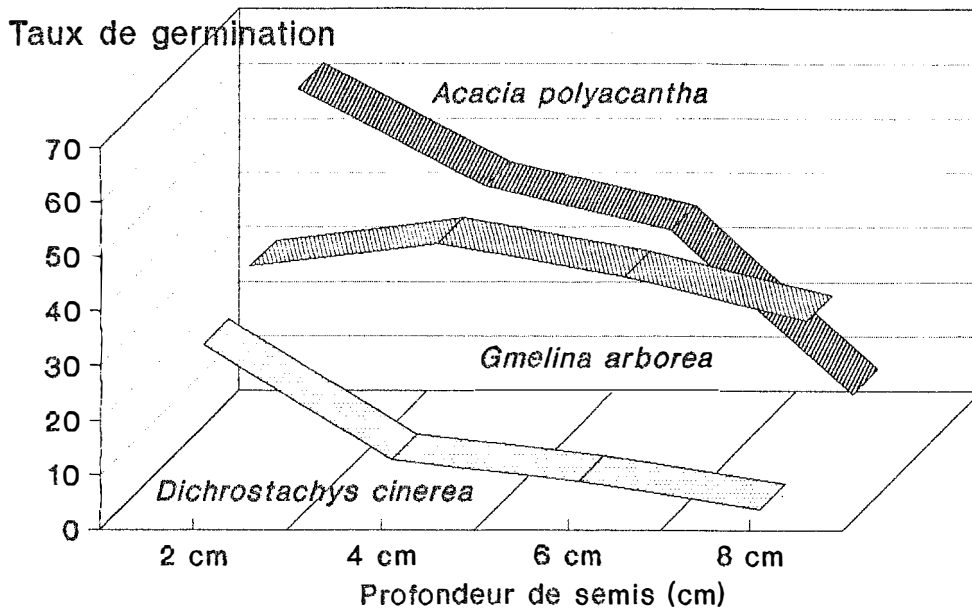 Taux de germination
Acacia polyacantha
70
60
50
40
30
20
10
0
Gmelina arborea
Dichrostachys cinerea
2 cm 4 cm 6 cm 8 cm
Profondeur de semis (cm)